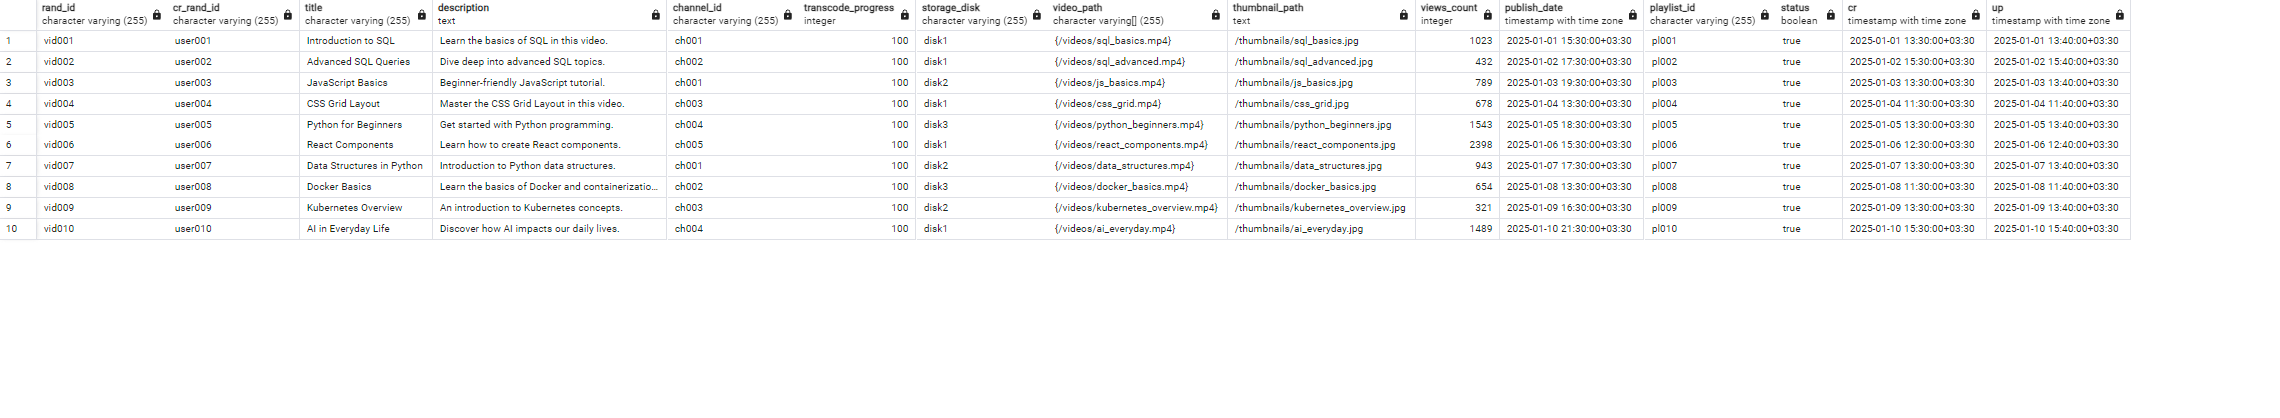 rand_id cr_rand_id title description channel_id transcode_progress storage_disk video_path thumbnail_path views_count publish_date playlist_id status cr up
character varying (255) character varying (255) character varying (255) text character varying (255) integer character varying (255) character varying[] (255) text integer timestamp with time zone character varying (255) boolean timestamp with time zone timestamp with time zone
1 vid001 user001 Introduction to SQL Learn the basics of SQL in this video. ch001 100 disk1 {/videos/sql_basics.mp4} /thumbnails/sql_basics.jpg 1023 2025-01-01 15:30:00+03:30 pl001 true 2025-01-01 13:30:00+03:30 2025-01-01 13:40:00+03:30
2 vid002 user002 Advanced SQL Queries Dive deep into advanced SQL topics. ch002 100 disk1 {/videos/sql_advanced.mp4} /thumbnails/sql_advanced.jpg 432 2025-01-02 17:30:00+03:30 pl002 true 2025-01-02 15:30:00+03:30 2025-01-02 15:40:00+03:30
3 vid003 user003 JavaScript Basics Beginner-friendly JavaScript tutorial. ch001 100 disk2 {/videos/js_basics.mp4} /thumbnails/js_basics.jpg 789 2025-01-03 19:30:00+03:30 pl003 true 2025-01-03 13:30:00+03:30 2025-01-03 13:40:00+03:30
4 vid004 user004 CSS Grid Layout Master the CSS Grid Layout in this video. ch003 100 disk1 {/videos/css_grid.mp4} /thumbnails/css_grid.jpg 678 2025-01-04 13:30:00+03:30 pl004 true 2025-01-04 11:30:00+03:30 2025-01-04 11:40:00+03:30
5 vid005 user005 Python for Beginners Get started with Python programming. ch004 100 disk3 {/videos/python_beginners.mp4} /thumbnails/python_beginners.jpg 1543 2025-01-05 18:30:00+03:30 pl005 true 2025-01-05 13:30:00+03:30 2025-01-05 13:40:00+03:30
6 vid006 user006 React Components Learn how to create React components. ch005 100 disk1 {/videos/react_components.mp4} /thumbnails/react_components.jpg 2398 2025-01-06 15:30:00+03:30 pl006 true 2025-01-06 12:30:00+03:30 2025-01-06 12:40:00+03:30
7 vid007 user007 Data Structures in Python Introduction to Python data structures. ch001 100 disk2 {/videos/data_structures.mp4} /thumbnails/data_structures.jpg 943 2025-01-07 17:30:00+03:30 pl007 true 2025-01-07 13:30:00+03:30 2025-01-07 13:40:00+03:30
8 vid008 user008 Docker Basics Learn the basics of Docker and containerizatio... ch002 100 disk3 {/videos/docker_basics.mp4} /thumbnails/docker_basics.jpg 654 2025-01-08 13:30:00+03:30 pl008 true 2025-01-08 11:30:00+03:30 2025-01-08 11:40:00+03:30
9 vid009 user009 Kubernetes Overview An introduction to Kubernetes concepts. ch003 100 disk2 {/videos/kubernetes_overview.mp4} /thumbnails/kubernetes_overview.jpg 321 2025-01-09 16:30:00+03:30 pl009 true 2025-01-09 13:30:00+03:30 2025-01-09 13:40:00+03:30
10 vid010 user010 AI in Everyday Life Discover how AI impacts our daily lives. ch004 100 disk1 {/videos/ai_everyday.mp4} /thumbnails/ai_everyday.jpg 1489 2025-01-10 21:30:00+03:30 pl010 true 2025-01-10 15:30:00+03:30 2025-01-10 15:40:00+03:30